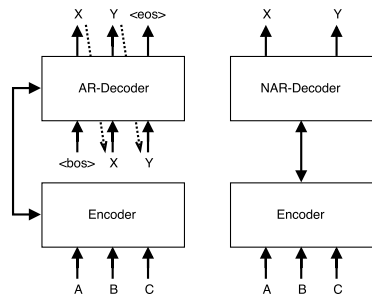 X Y <eos>
AR-Decoder
<bos> X Y
Encoder
A B C
X Y
NAR-Decoder
Encoder
A B C